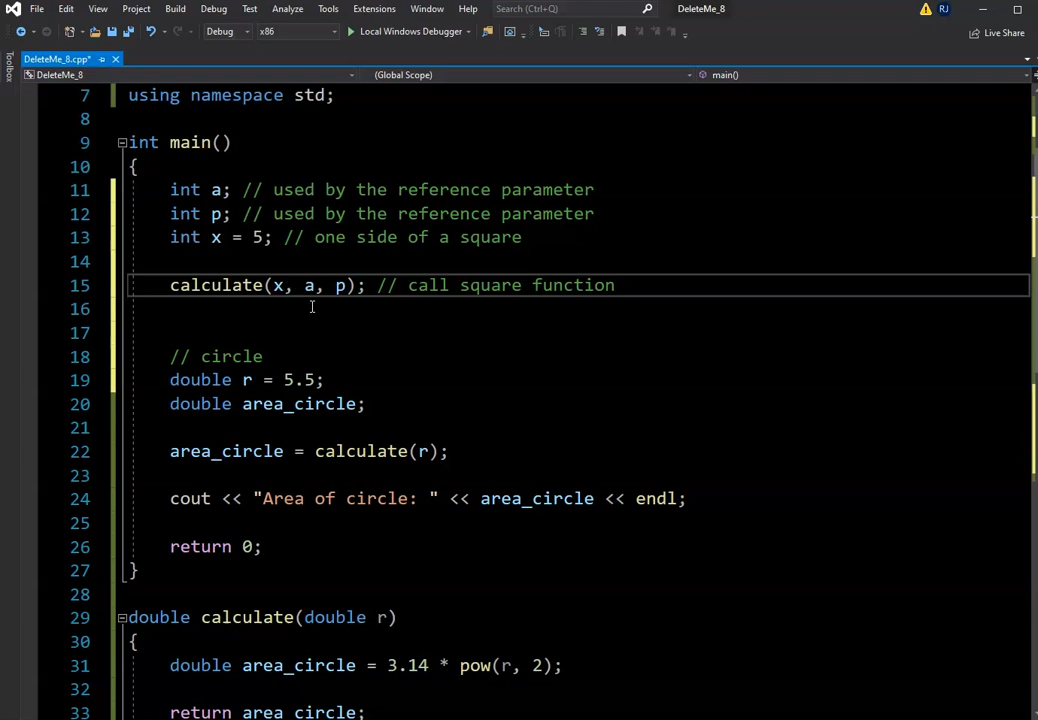 File Edit View Project Build Debug Test Analyze Tools Extensions Window Help Search (Ctrl+Q) DeleteMe_8 RJ
Debug x86 Local Windows Debugger Live Share
Toolbox
DeleteMe_8.cpp*
DeleteMe_8 (Global Scope) main()
7 using namespace std;
8
9 int main()
10 {
11 int a; // used by the reference parameter
12 int p; // used by the reference parameter
13 int x = 5; // one side of a square
14
15 calculate(x, a, p); // call square function
16
17
18 // circle
19 double r = 5.5;
20 double area_circle;
21
22 area_circle = calculate(r);
23
24 cout << "Area of circle: " << area_circle << endl;
25
26 return 0;
27 }
28
29 double calculate(double r)
30 {
31 double area_circle = 3.14 * pow(r, 2);
32
33 return area_circle;